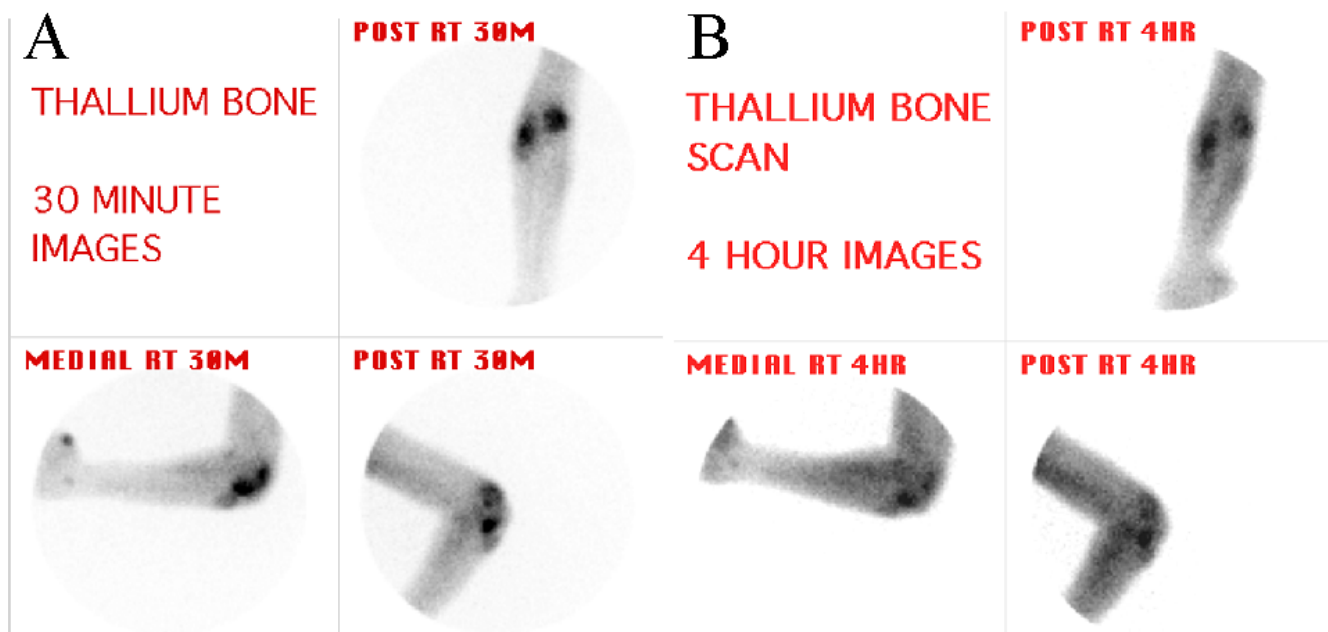 A
POST RT 30M
THALLIUM BONE
30 MINUTE
IMAGES
MEDIAL RT 30M
POST RT 30M
B
POST RT 4HR
THALLIUM BONE
SCAN
4 HOUR IMAGES
MEDIAL RT 4HR
POST RT 4HR